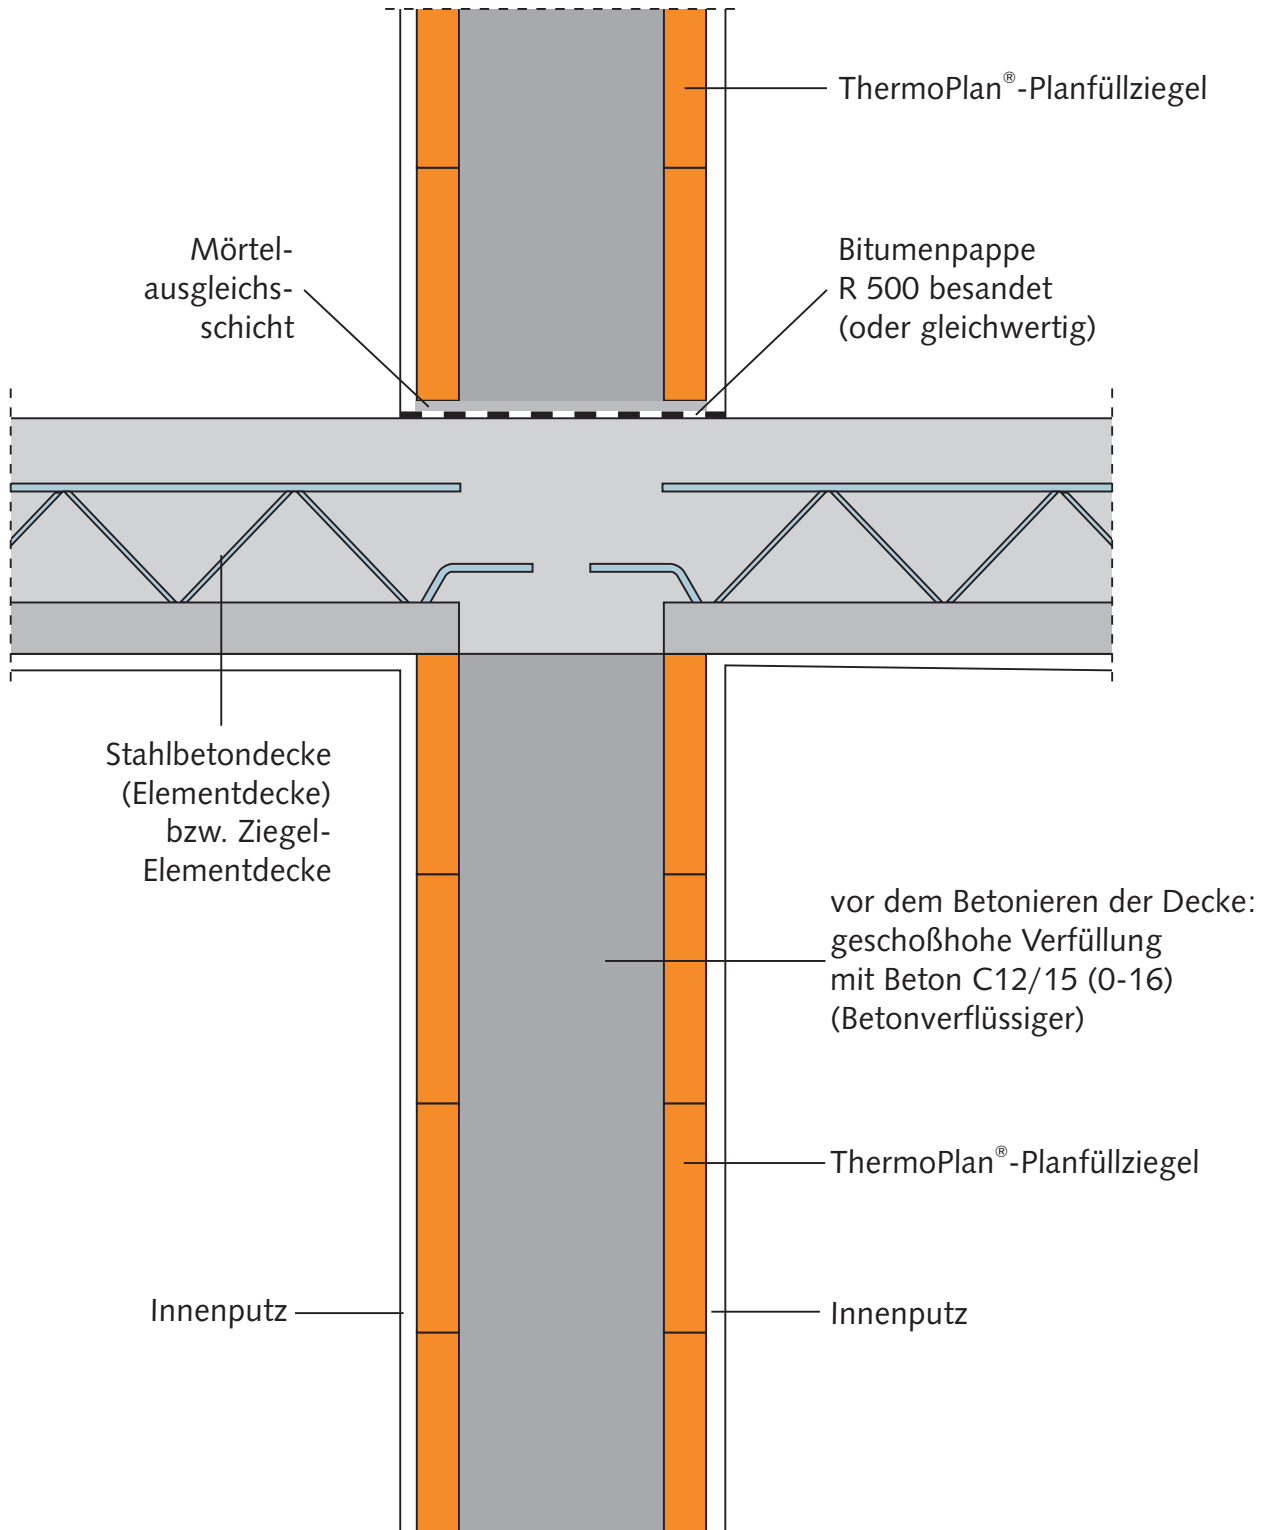 ThermoPlan®-Planfüllziegel
Mörtel-
ausgleichs-
schicht
Bitumenpappe
R 500 besandet
(oder gleichwertig)
Stahlbetondecke
(Elementdecke)
bzw. Ziegel-
Elementdecke
vor dem Betonieren der Decke:
geschoßhohe Verfüllung
mit Beton C12/15 (0-16)
(Betonverflüssiger)
ThermoPlan®-Planfüllziegel
Innenputz
Innenputz